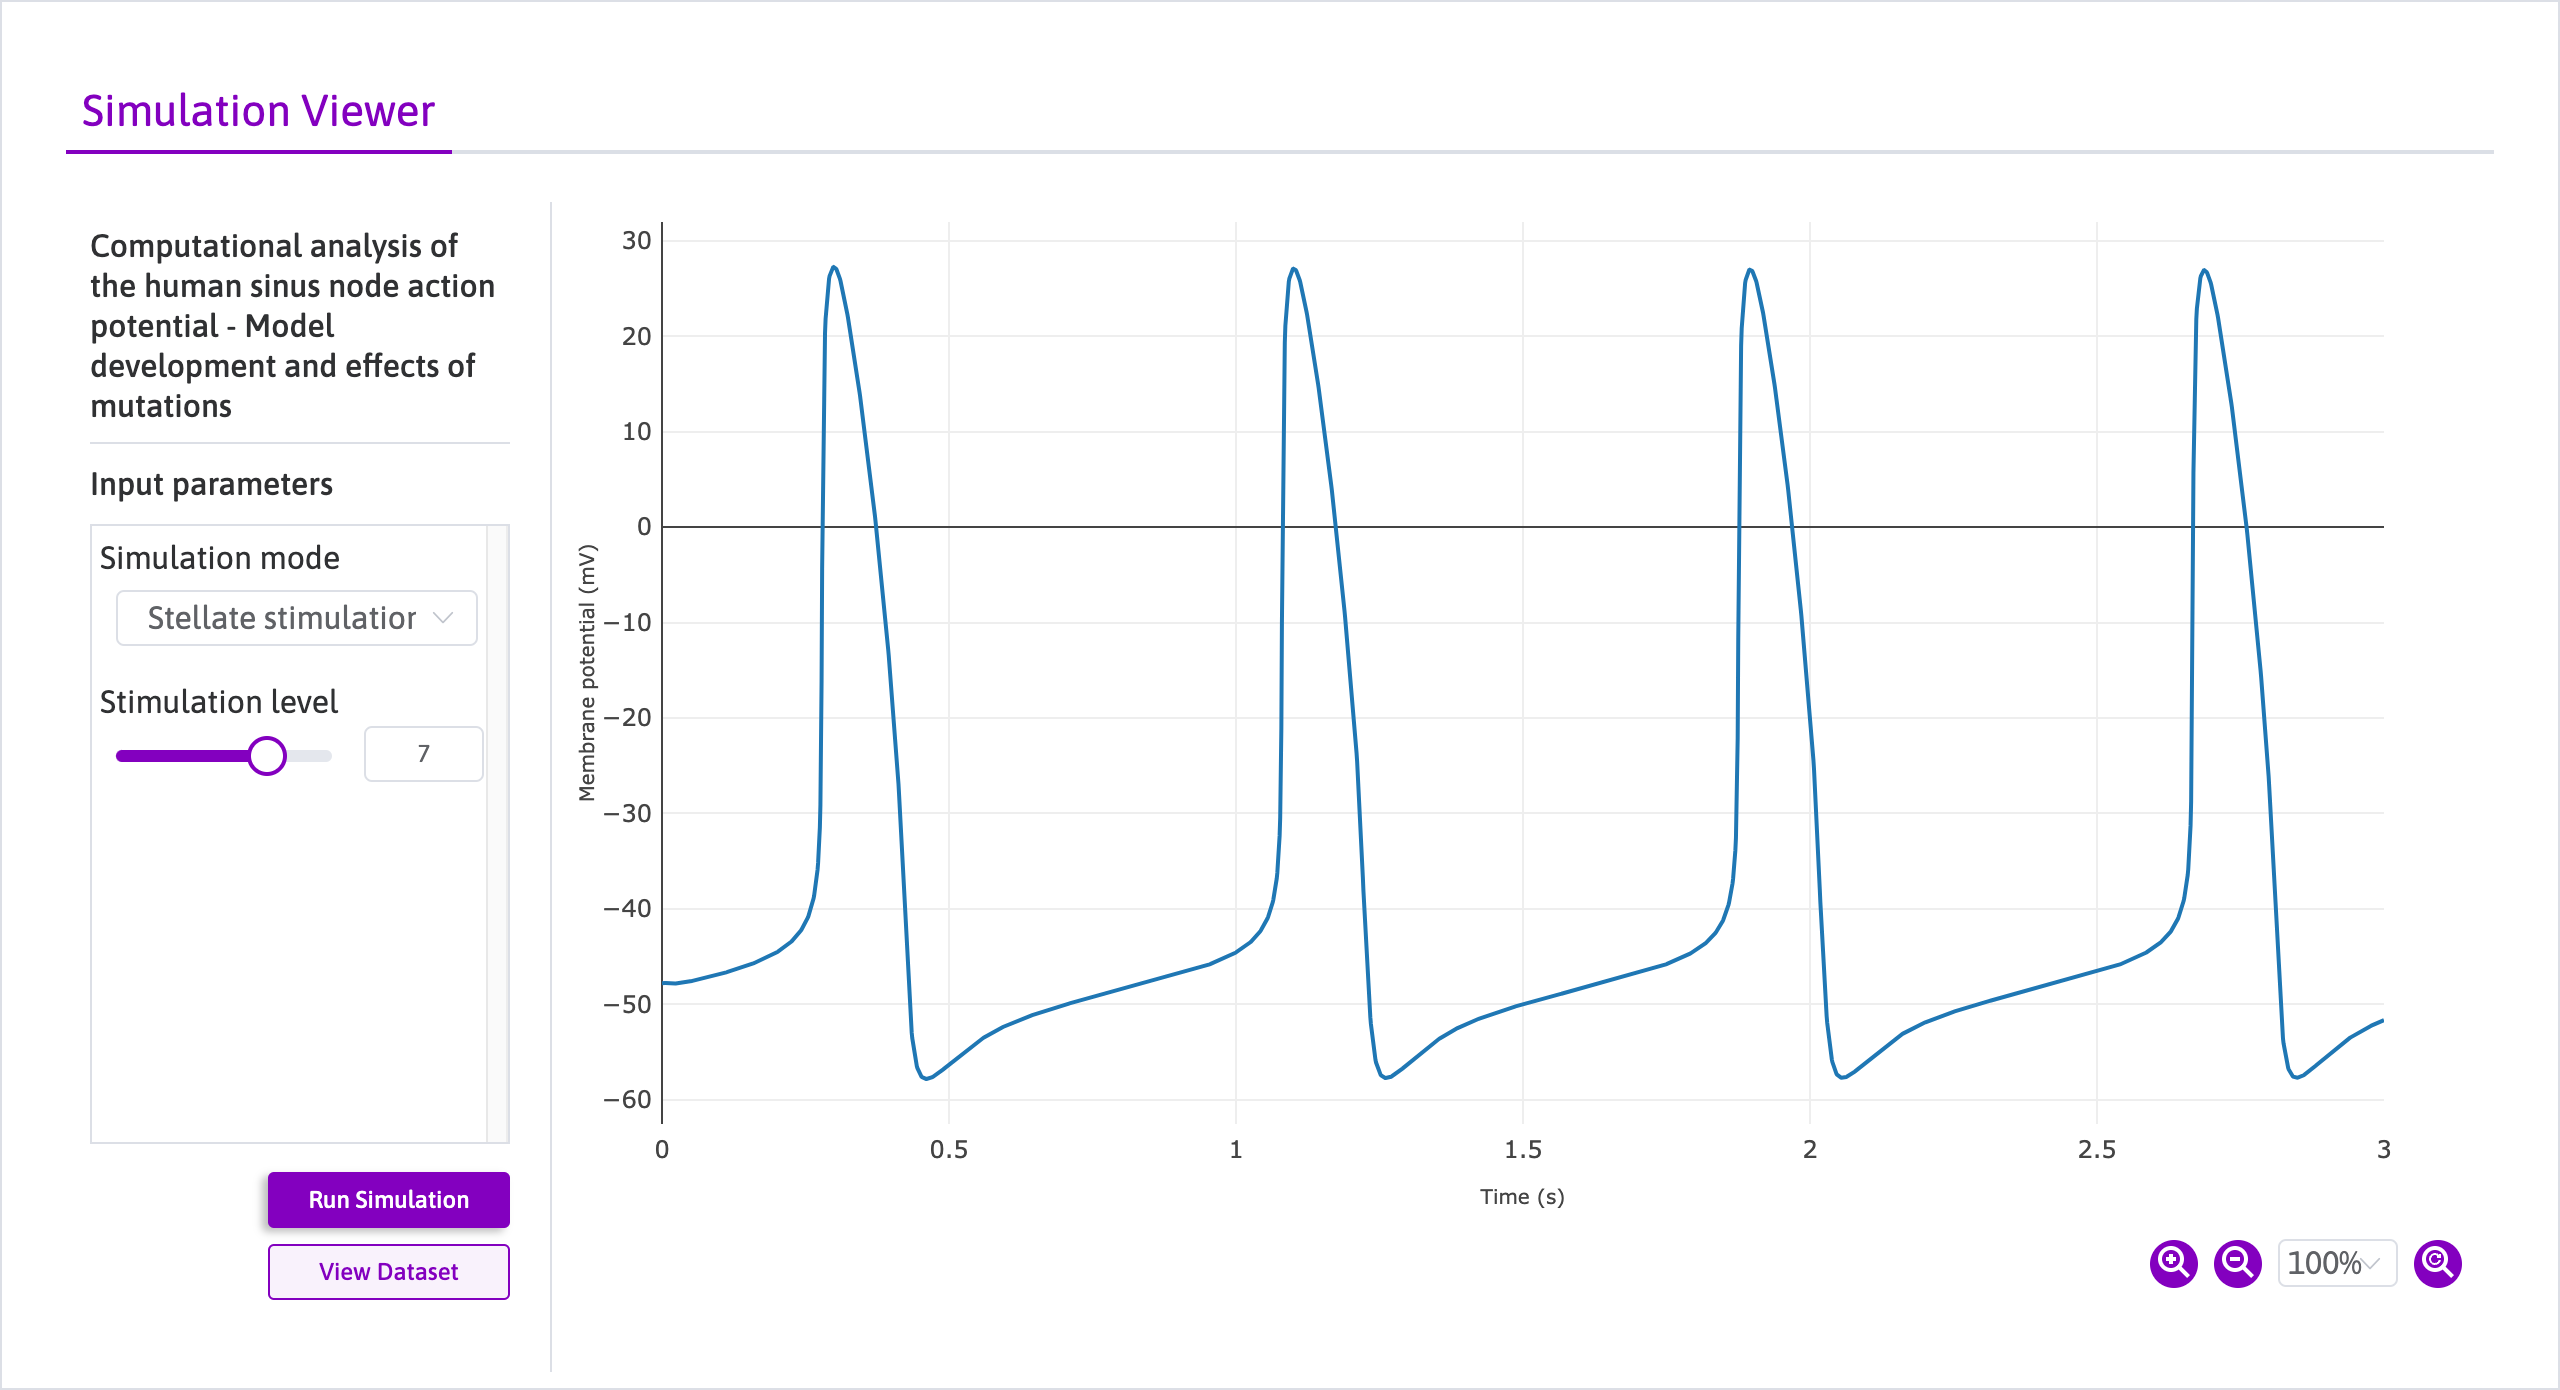 Simulation Viewer
Computational analysis of
the human sinus node action
potential - Model
development and effects of
mutations
Input parameters
Simulation mode
Stellate stimulatior
Stimulation level
7
Run Simulation
View Dataset
30
20
10
0
−10
−20
−30
−40
−50
−60
Membrane potential (mV)
0 0.5 1 1.5 2 2.5 3
Time (s)
100%